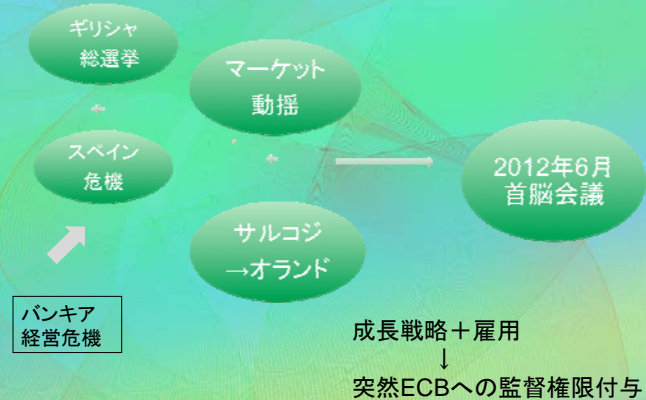 ギリシャ
総選挙
マーケット
動揺
スペイン
危機
2012年6月
首脳会議
サルコジ
→オランド
バンキア
経営危機
成長戦略＋雇用
↓
突然ECBへの監督権限付与